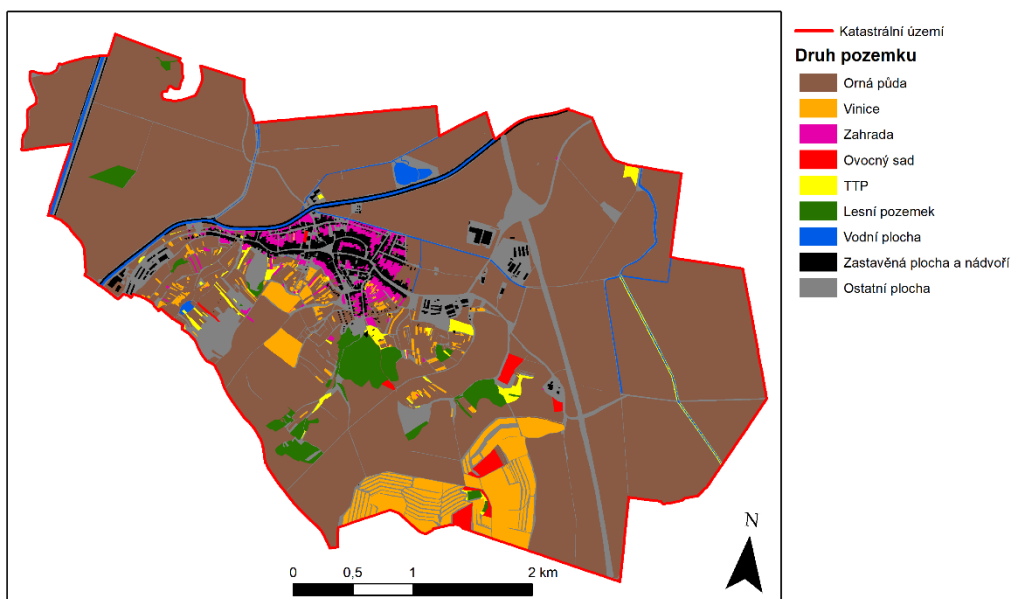 Katastrální území
Druh pozemku
Orná půda
Vinice
Zahrada
Ovocný sad
TTP
Lesní pozemek
Vodní plocha
Zastavěná plocha a nádvoří
Ostatní plocha
N
0 0,5 1 2 km